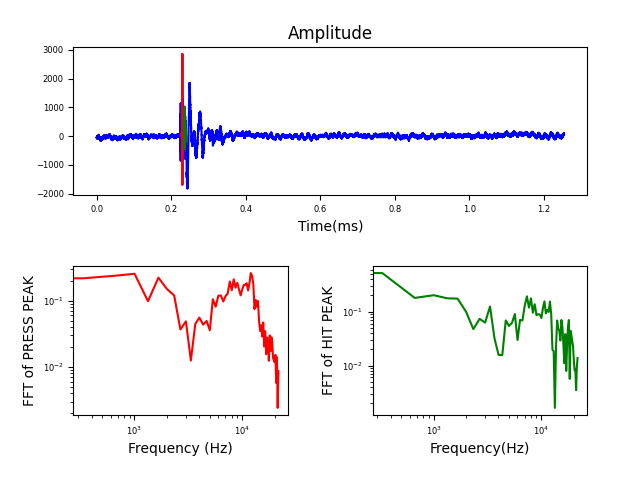 Amplitude
3000
2000
1000
0
−1000
−2000
0.0 0.2 0.4 0.6 0.8 1.0 1.2
Time(ms)
FFT of PRESS PEAK
10⁻¹
10⁻²
10³ 10⁴
Frequency (Hz)
FFT of HIT PEAK
10⁻¹
10⁻²
10³ 10⁴
Frequency(Hz)